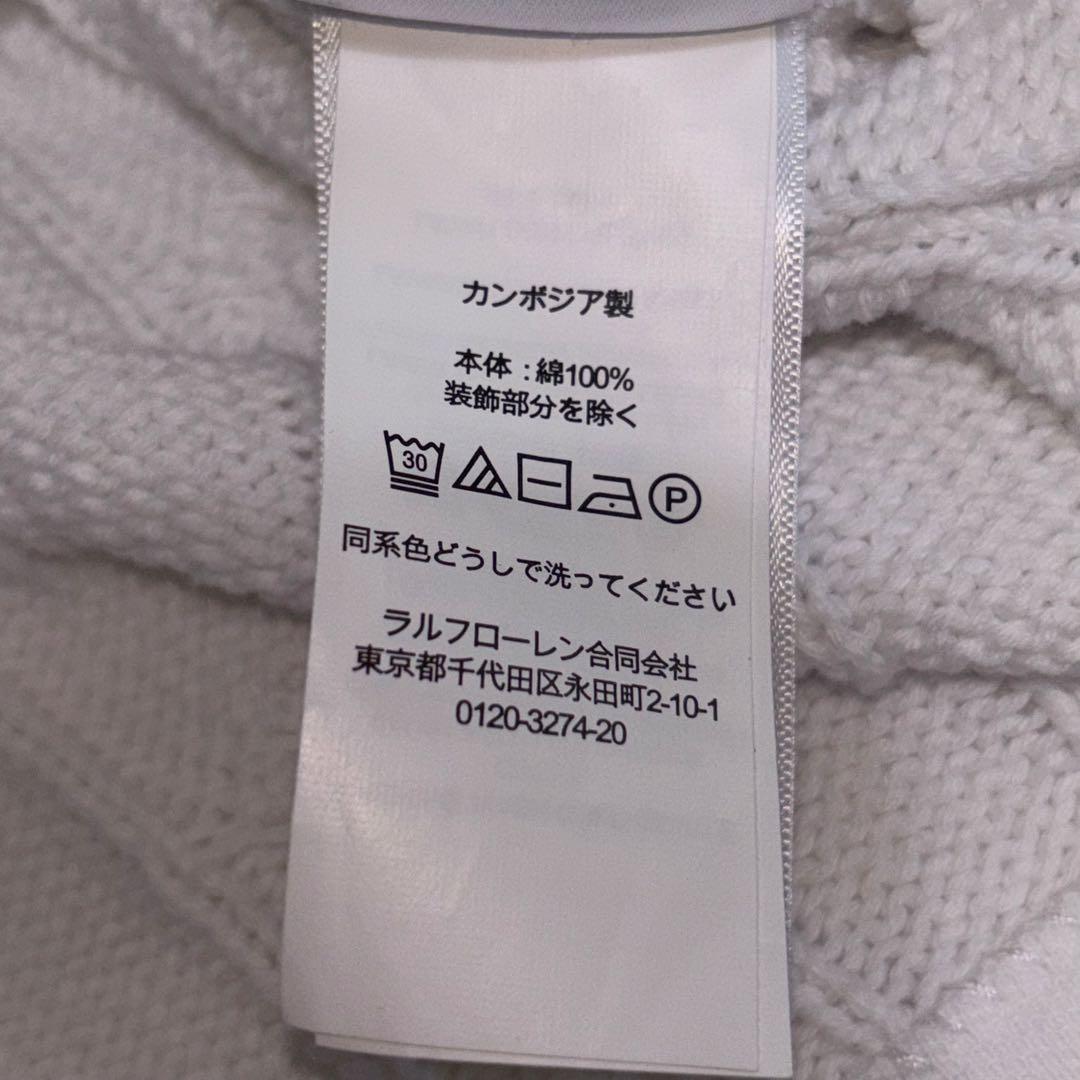 カンボジア製
本体 : 綿100%
装飾部分を除く
30
P
同系色どうしで洗ってください
ラルフローレン合同会社
東京都千代田区永田町2-10-1
0120-3274-20